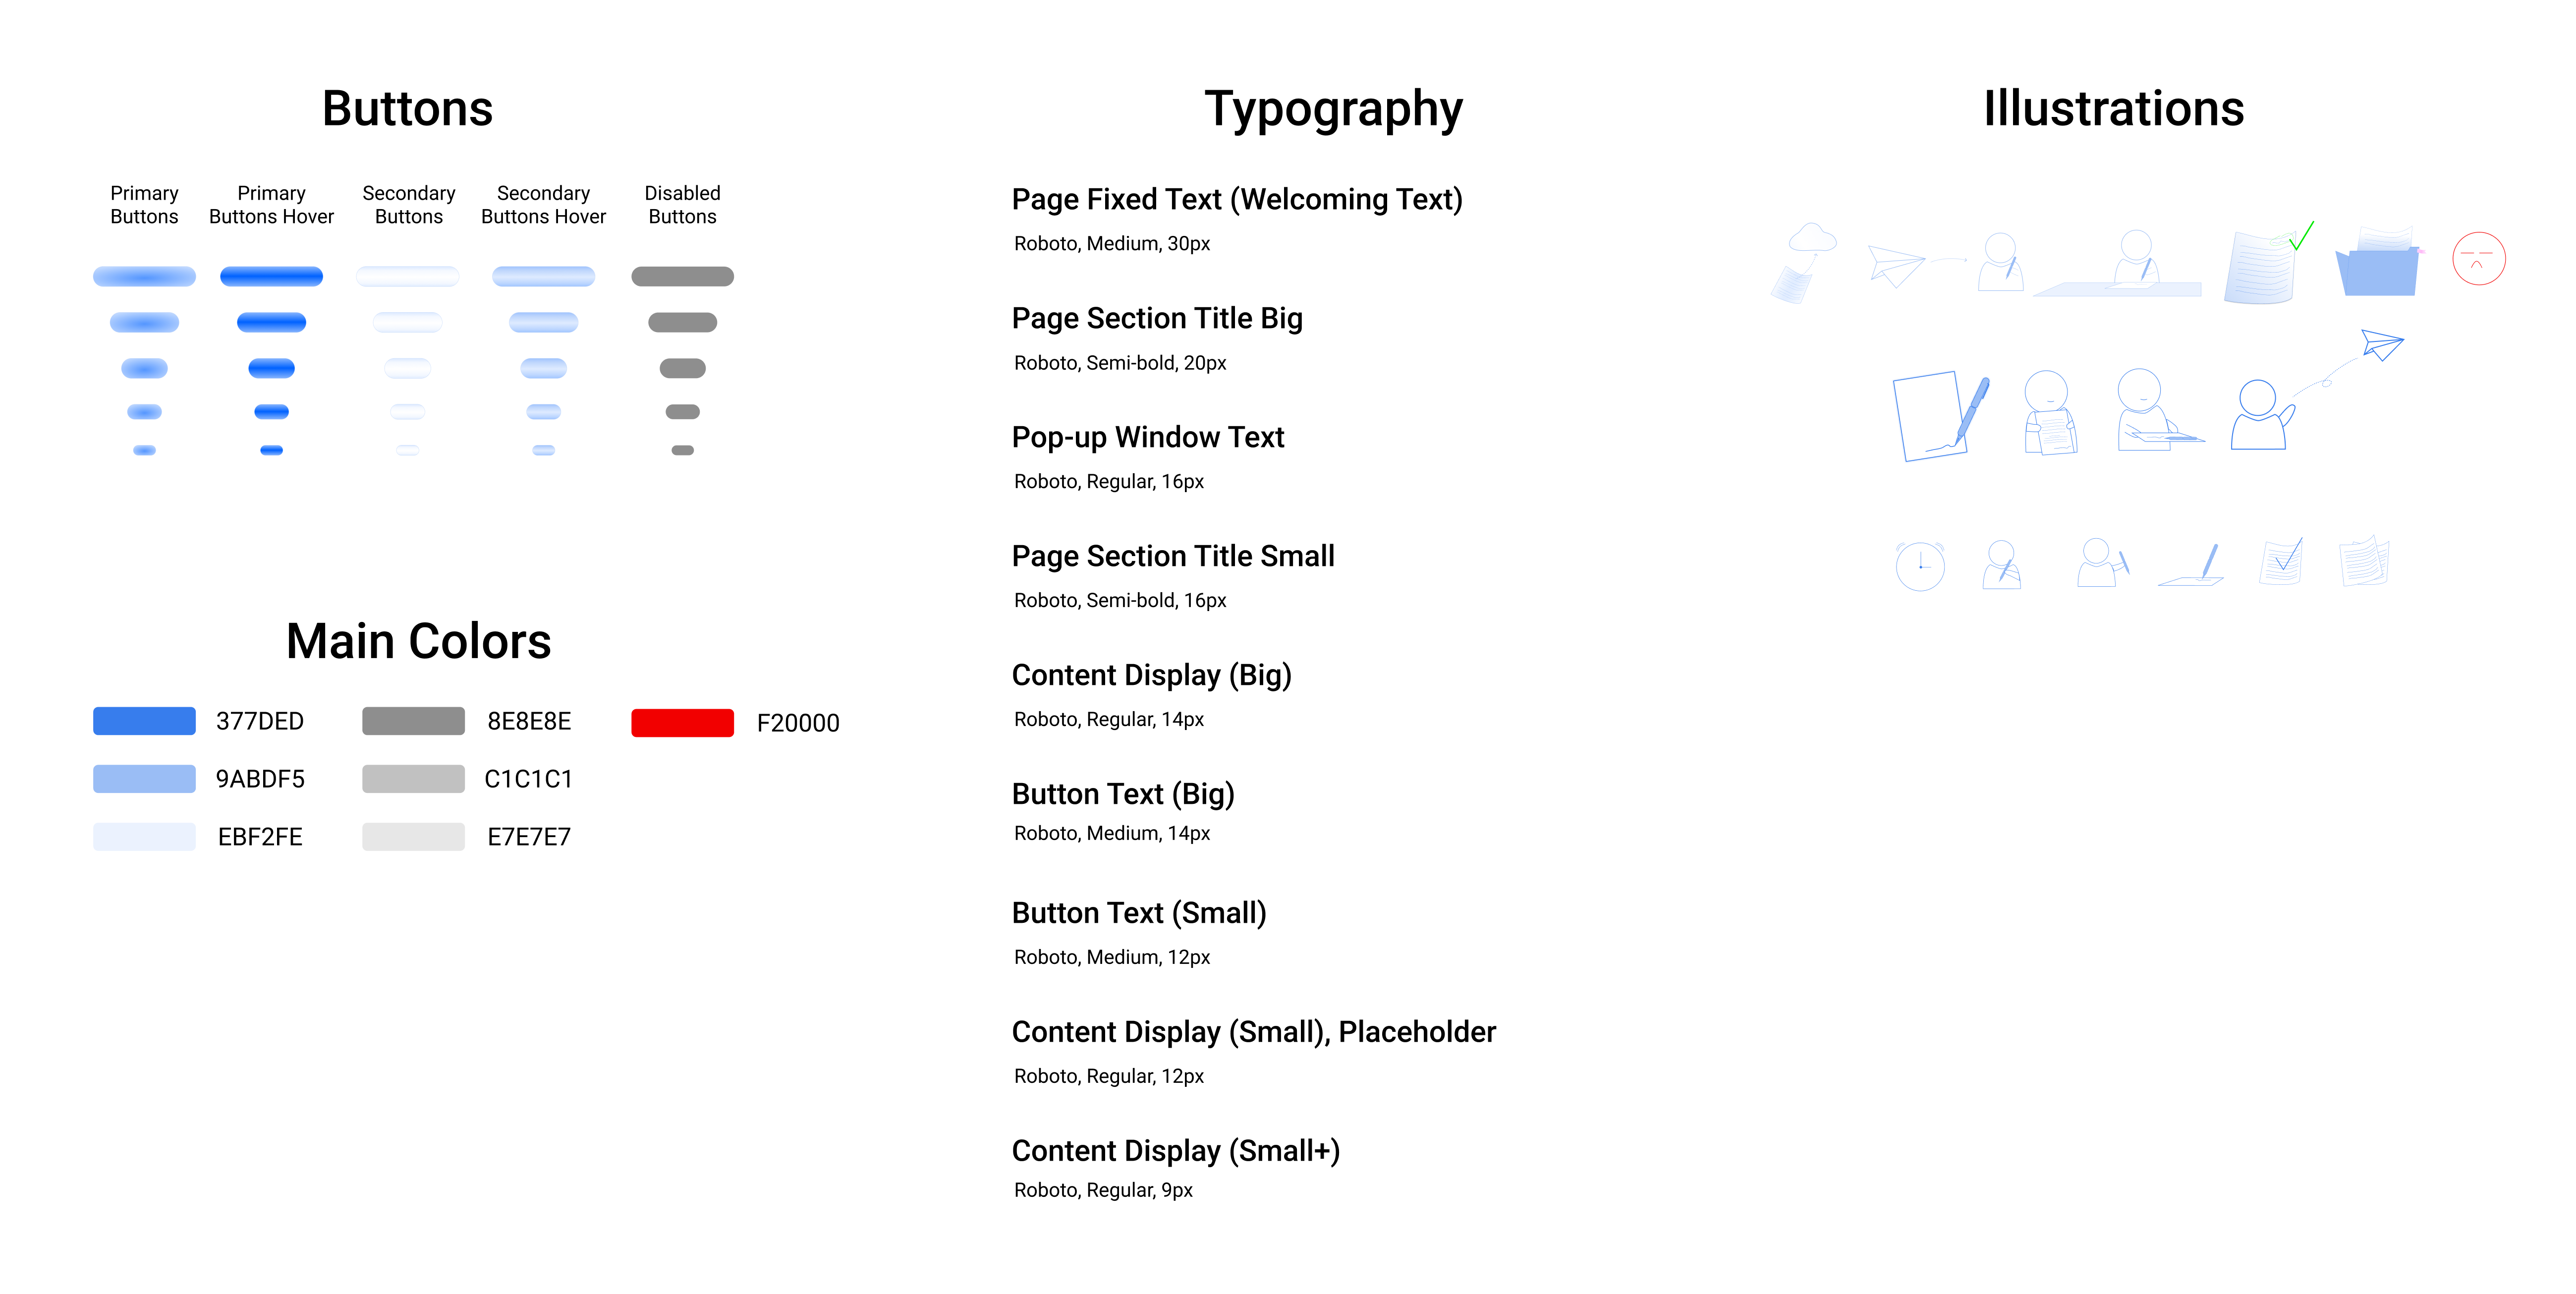 Buttons
Primary
Buttons
Primary
Buttons Hover
Secondary
Buttons
Secondary
Buttons Hover
Disabled
Buttons
Main Colors
377DED
8E8E8E
F20000
9ABDF5
C1C1C1
EBF2FE
E7E7E7
Typography
Page Fixed Text (Welcoming Text)
Roboto, Medium, 30px
Page Section Title Big
Roboto, Semi-bold, 20px
Pop-up Window Text
Roboto, Regular, 16px
Page Section Title Small
Roboto, Semi-bold, 16px
Content Display (Big)
Roboto, Regular, 14px
Button Text (Big)
Roboto, Medium, 14px
Button Text (Small)
Roboto, Medium, 12px
Content Display (Small), Placeholder
Roboto, Regular, 12px
Content Display (Small+)
Roboto, Regular, 9px
Illustrations